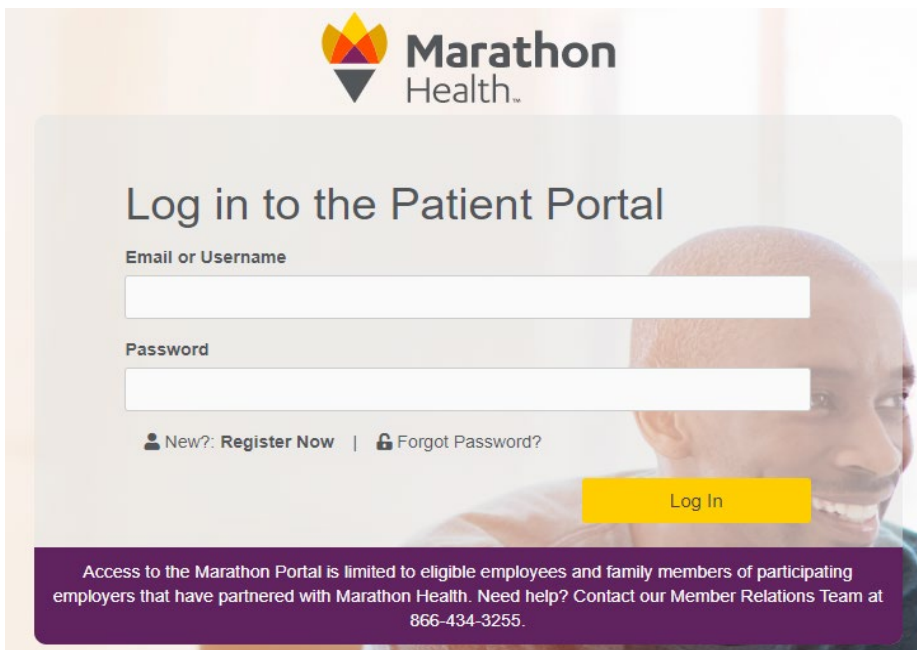 Marathon
Health™
Log in to the Patient Portal
Email or Username
Password
New?: Register Now | Forgot Password?
Log In
Access to the Marathon Portal is limited to eligible employees and family members of participating
employers that have partnered with Marathon Health. Need help? Contact our Member Relations Team at
866-434-3255.